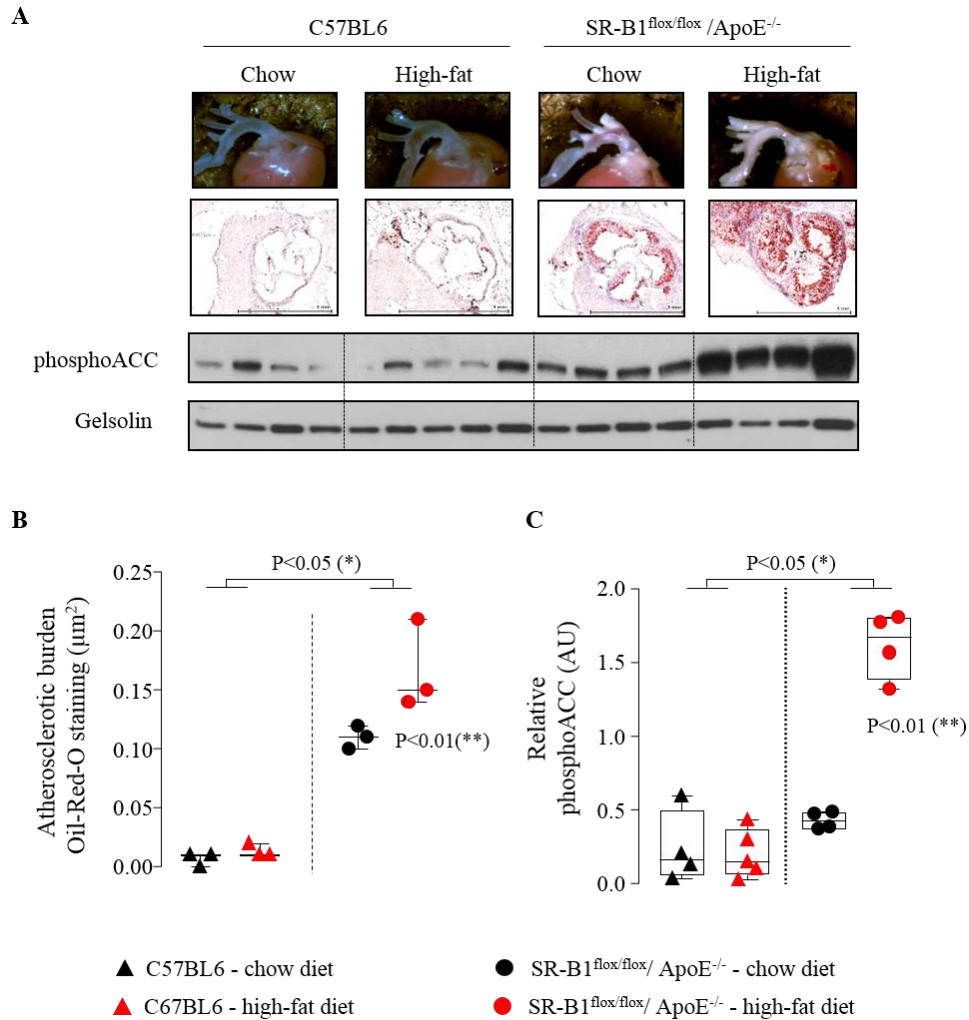 A
C57BL6
SR-B1flox/flox /ApoE-/-
Chow
High-fat
Chow
High-fat
phosphoACC
Gelsolin
B
P<0.05 (*)
Atherosclerotic burden
Oil-Red-O staining (µm²)
0.25
0.20
0.15
0.10
0.05
0.00
P<0.01(**)
C
P<0.05 (*)
Relative
phosphoACC (AU)
2.0
1.5
1.0
0.5
0.0
P<0.01 (**)
C57BL6 - chow diet
C67BL6 - high-fat diet
SR-B1flox/flox/ ApoE-/- - chow diet
SR-B1flox/flox/ ApoE-/- - high-fat diet